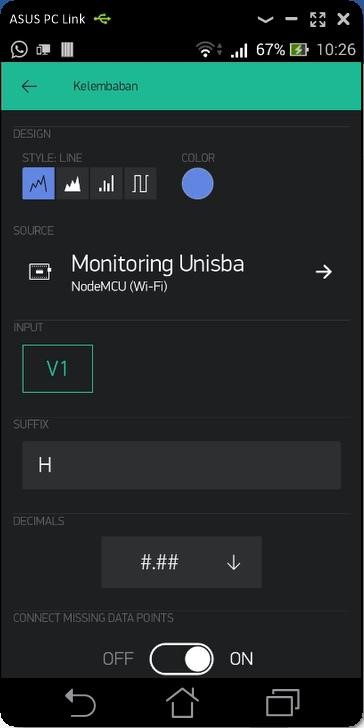 ASUS PC Link
67% 10:26
Kelembaban
DESIGN
STYLE: LINE COLOR
SOURCE
Monitoring Unisba
NodeMCU (Wi-Fi)
INPUT
V1
SUFFIX
H
DECIMALS
#.##
CONNECT MISSING DATA POINTS
OFF ON